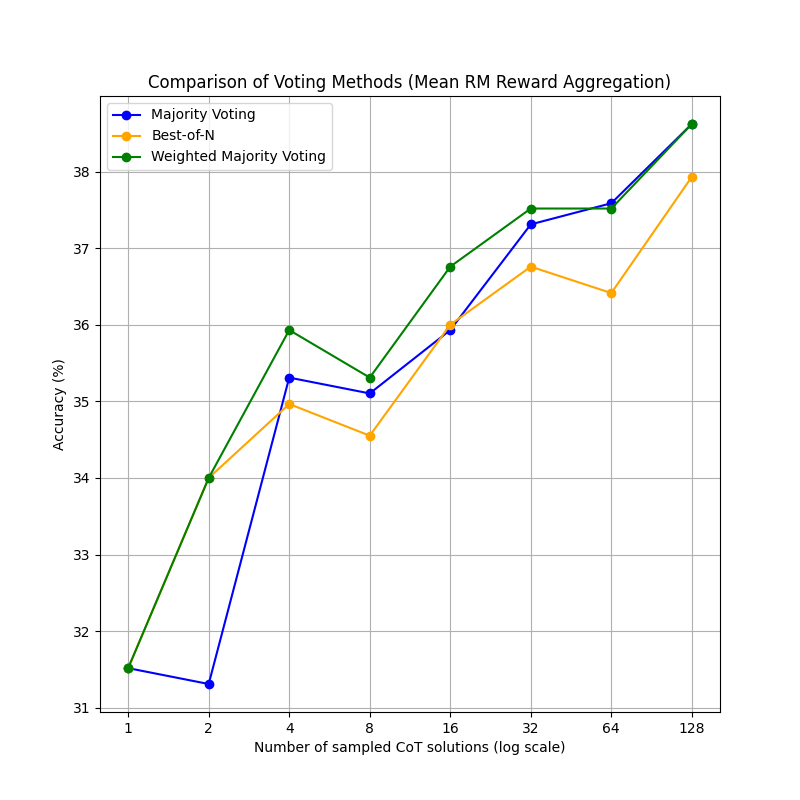 Comparison of Voting Methods (Mean RM Reward Aggregation)
Majority Voting
Best-of-N
Weighted Majority Voting
Accuracy (%)
38
37
36
35
34
33
32
31
1 2 4 8 16 32 64 128
Number of sampled CoT solutions (log scale)